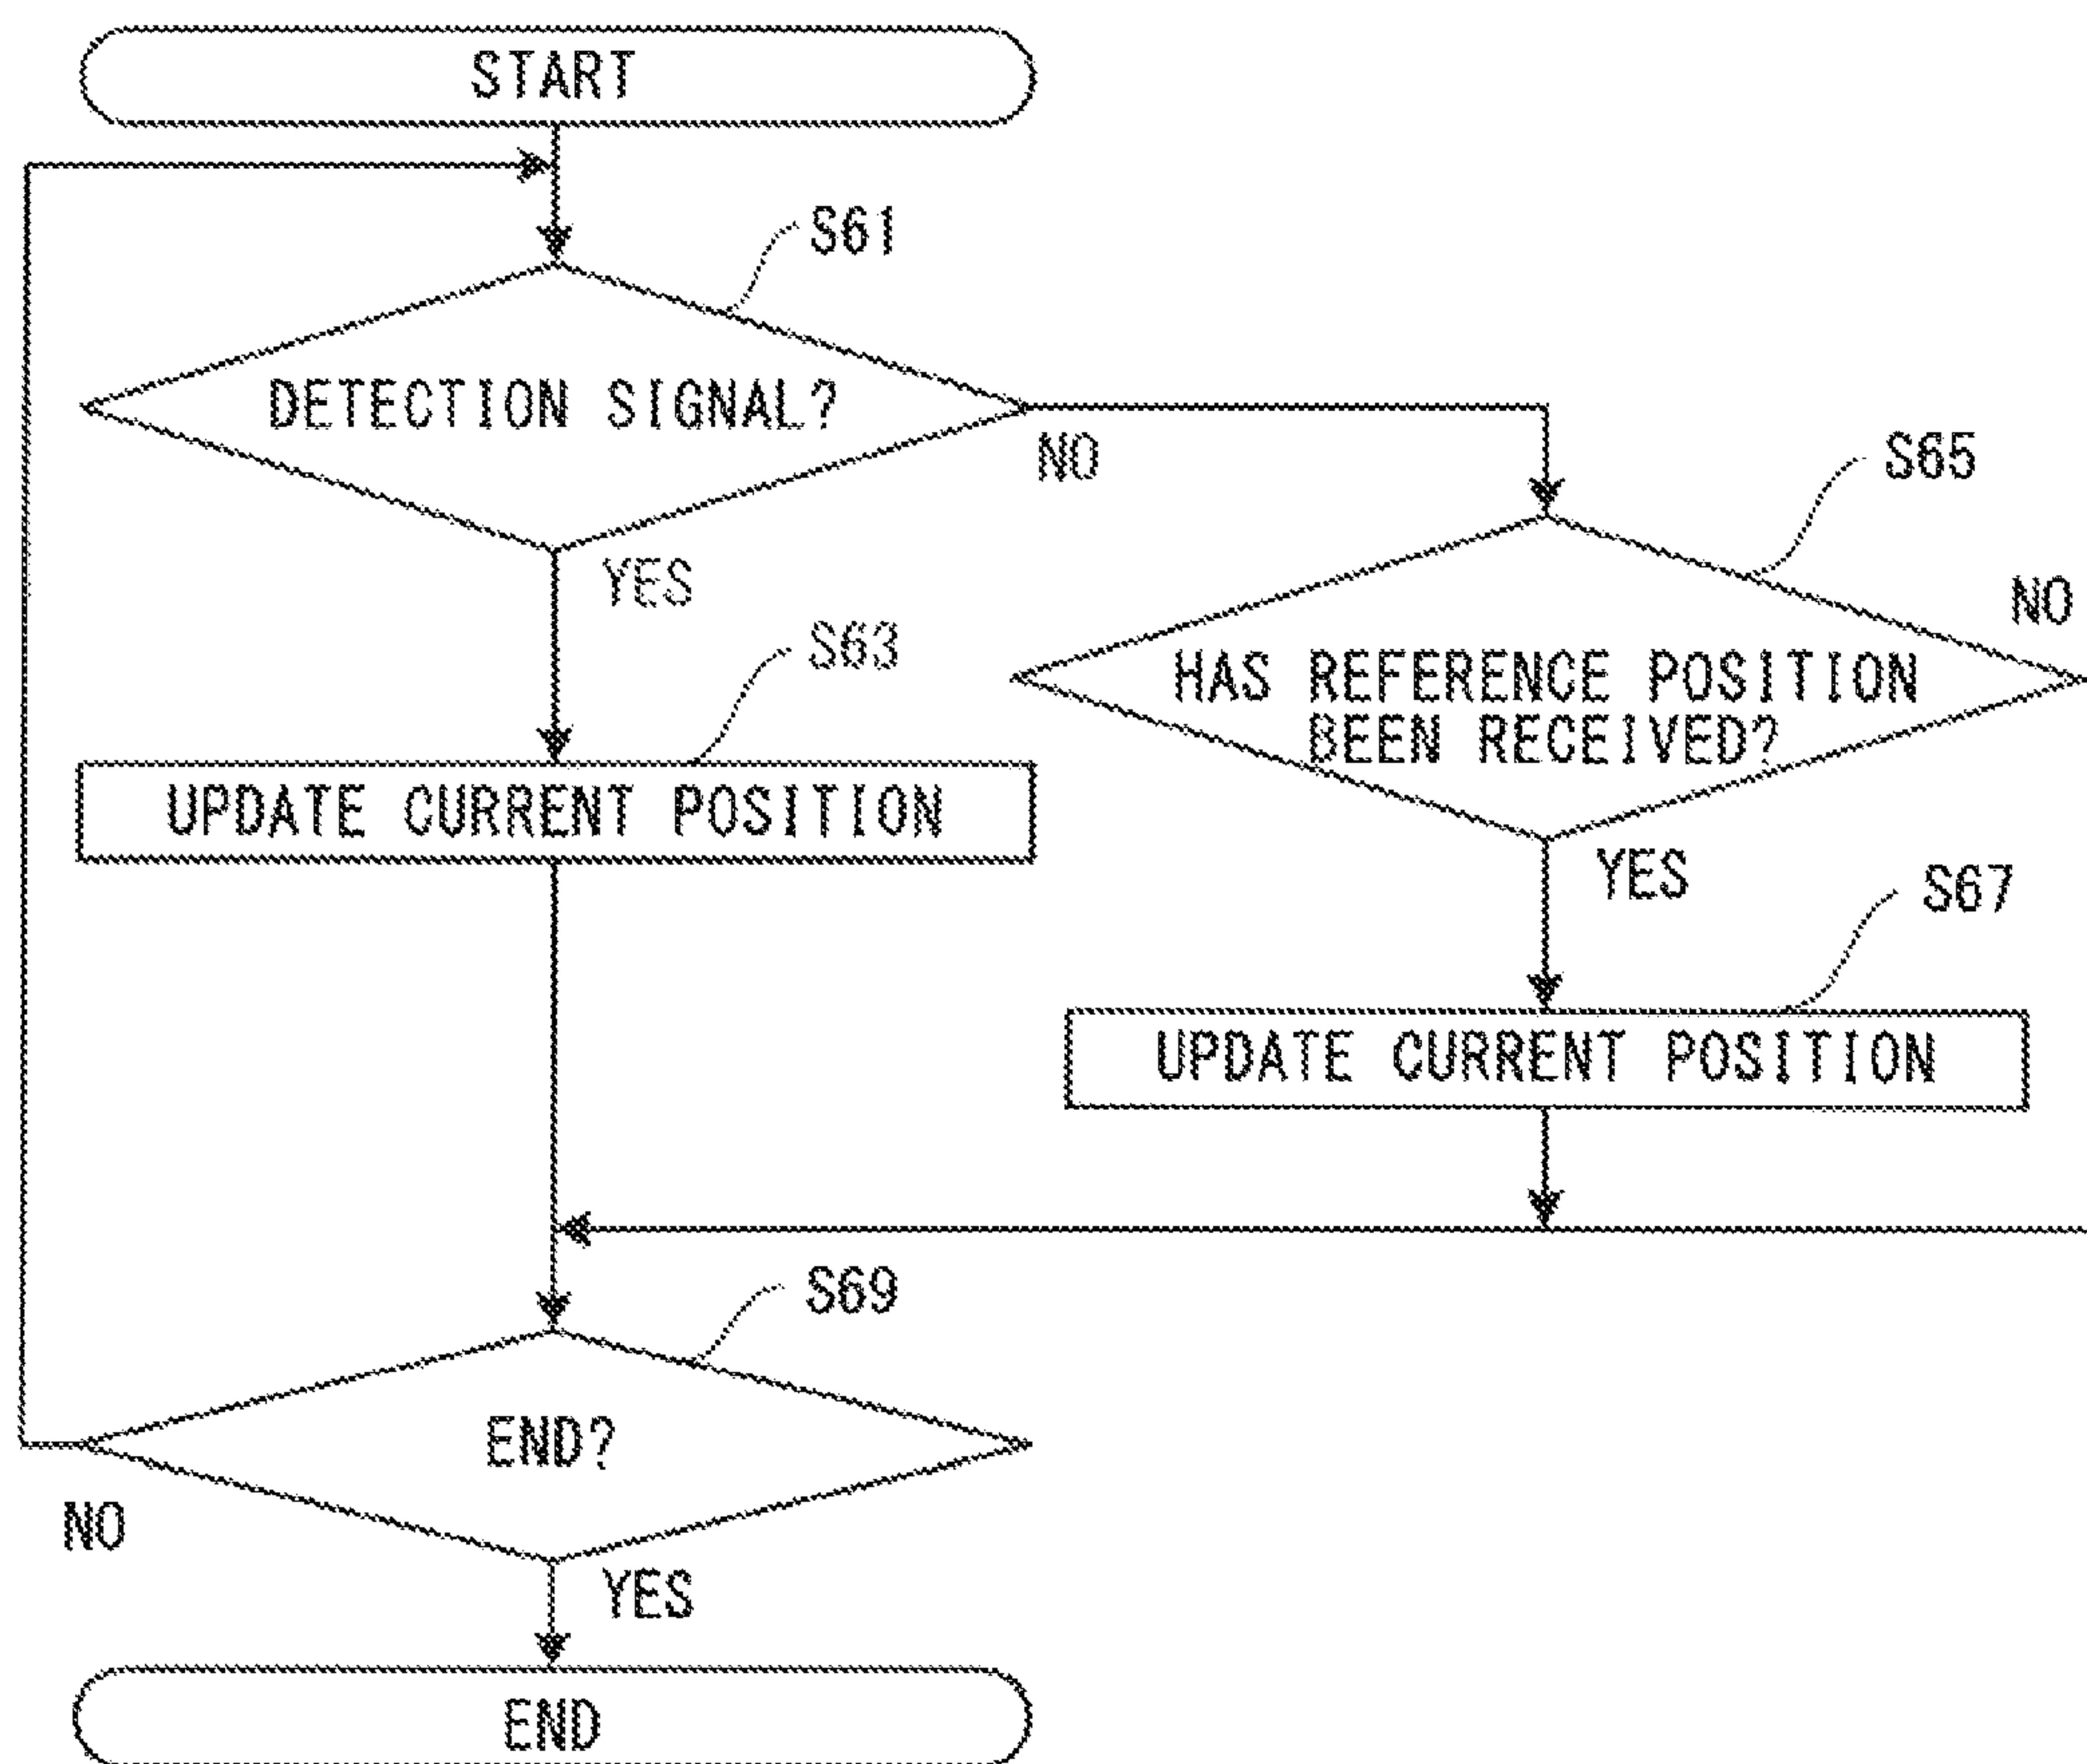 START
S61
DETECTION SIGNAL?
NO
S65
YES
NO
S63
HAS REFERENCE POSITION
BEEN RECEIVED?
UPDATE CURRENT POSITION
YES
S67
UPDATE CURRENT POSITION
S69
END?
NO
YES
END